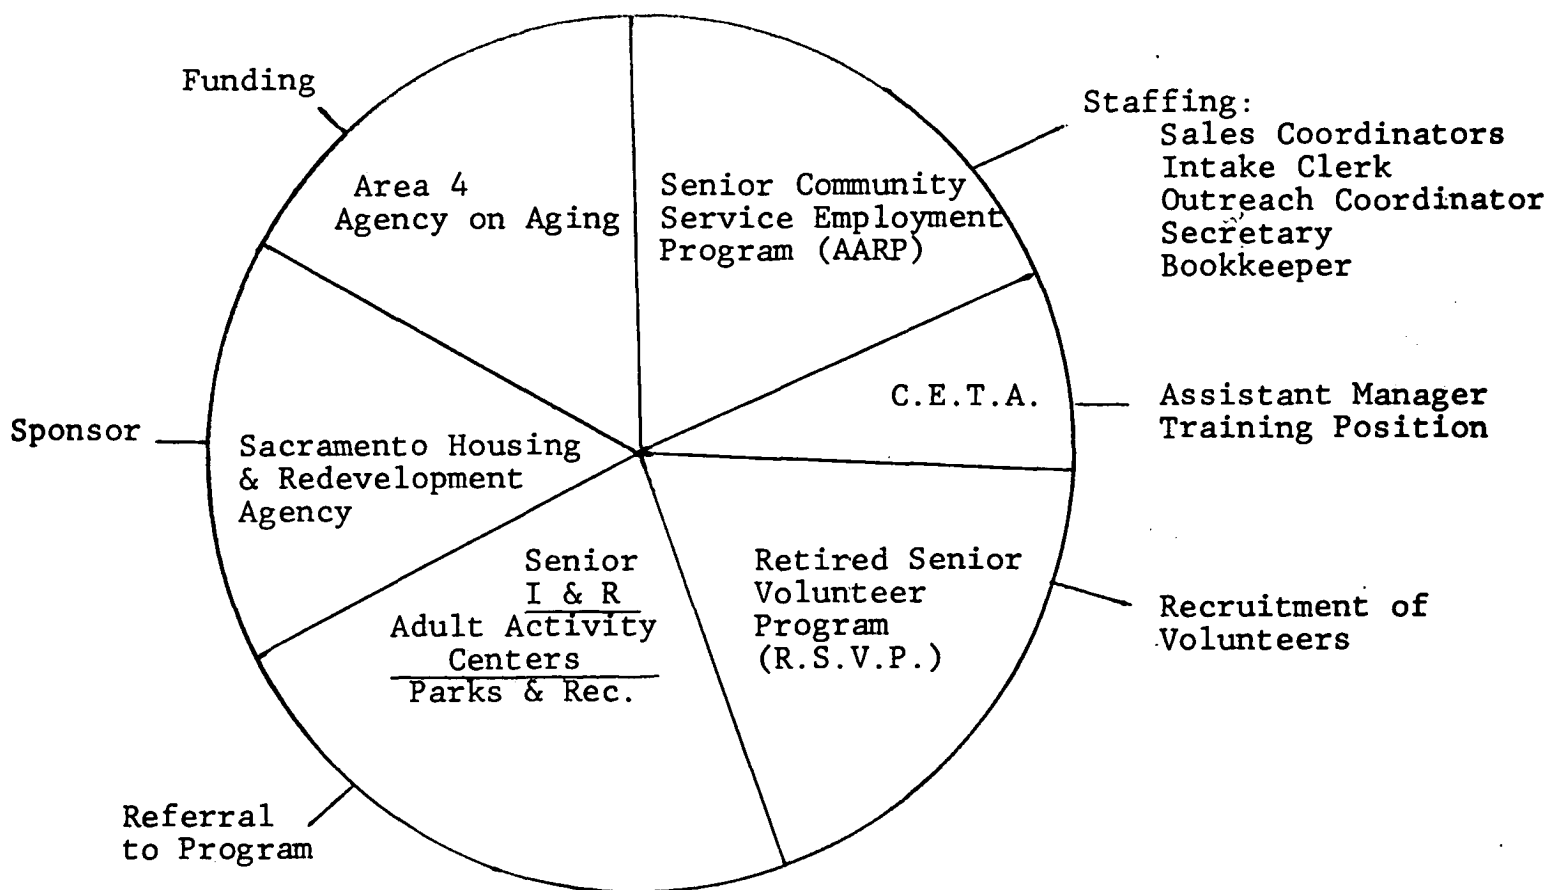 Funding
Area 4
Agency on Aging
Senior Community
Service Employment
Program (AARP)
Staffing:
Sales Coordinators
Intake Clerk
Outreach Coordinator
Secretary
Bookkeeper
C.E.T.A.
Assistant Manager
Training Position
Sponsor
Sacramento Housing
& Redevelopment
Agency
Senior
I & R
Adult Activity
Centers
Parks & Rec.
Retired Senior
Volunteer
Program
(R.S.V.P.)
Recruitment of
Volunteers
Referral
to Program